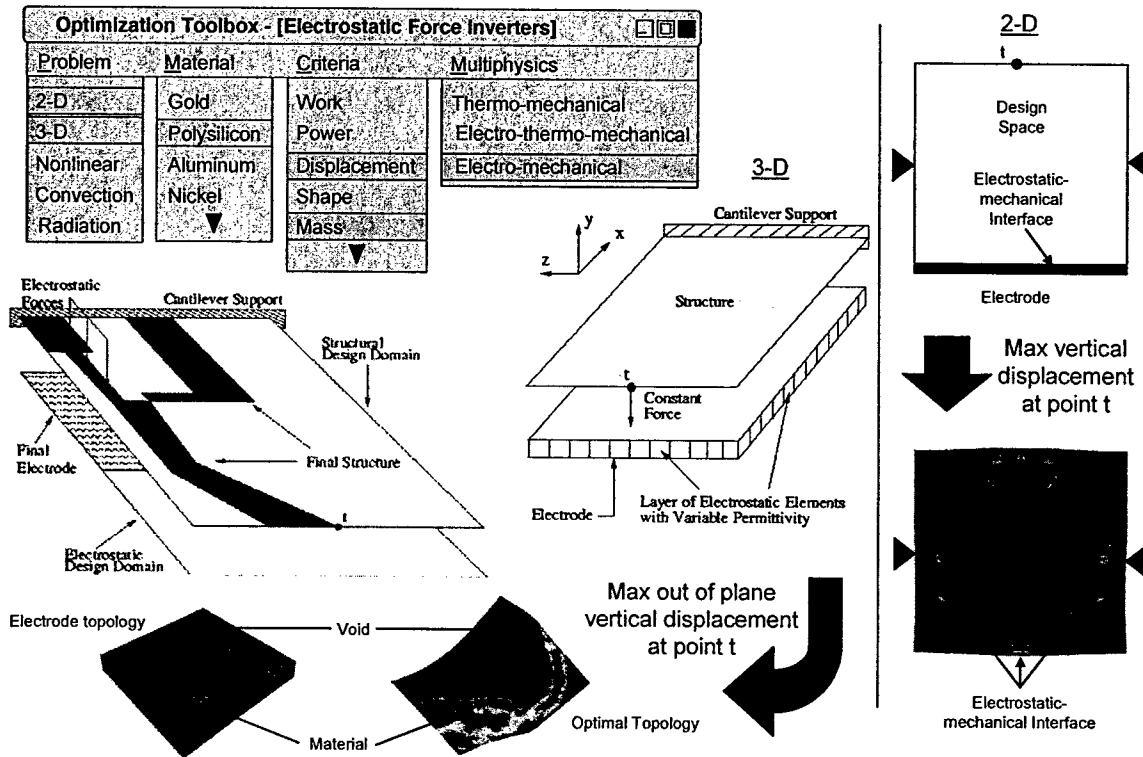 Optimization Toolbox - [Electrostatic Force Inverters]
Problem
Material
Criteria
Multiphysics
2-D
3-D
Nonlinear
Convection
Radiation
Gold
Polysilicon
Aluminum
Nickel
Work
Power
Displacement
Shape
Mass
Thermo-mechanical
Electro-thermo-mechanical
Electro-mechanical
3-D
Cantilever Support
y
x
z
Structure
t
Constant
Force
Electrode
Layer of Electrostatic Elements
with Variable Permittivity
Electrostatic
Forces
Cantilever Support
Structural
Design Domain
Final
Electrode
Final Structure
t
Electrostatic
Design Domain
Max out of plane
vertical displacement
at point t
Electrode topology
Void
Material
Optimal Topology
2-D
t
Design
Space
Electrostatic-
mechanical
Interface
Electrode
Max vertical
displacement
at point t
Electrostatic-
mechanical Interface